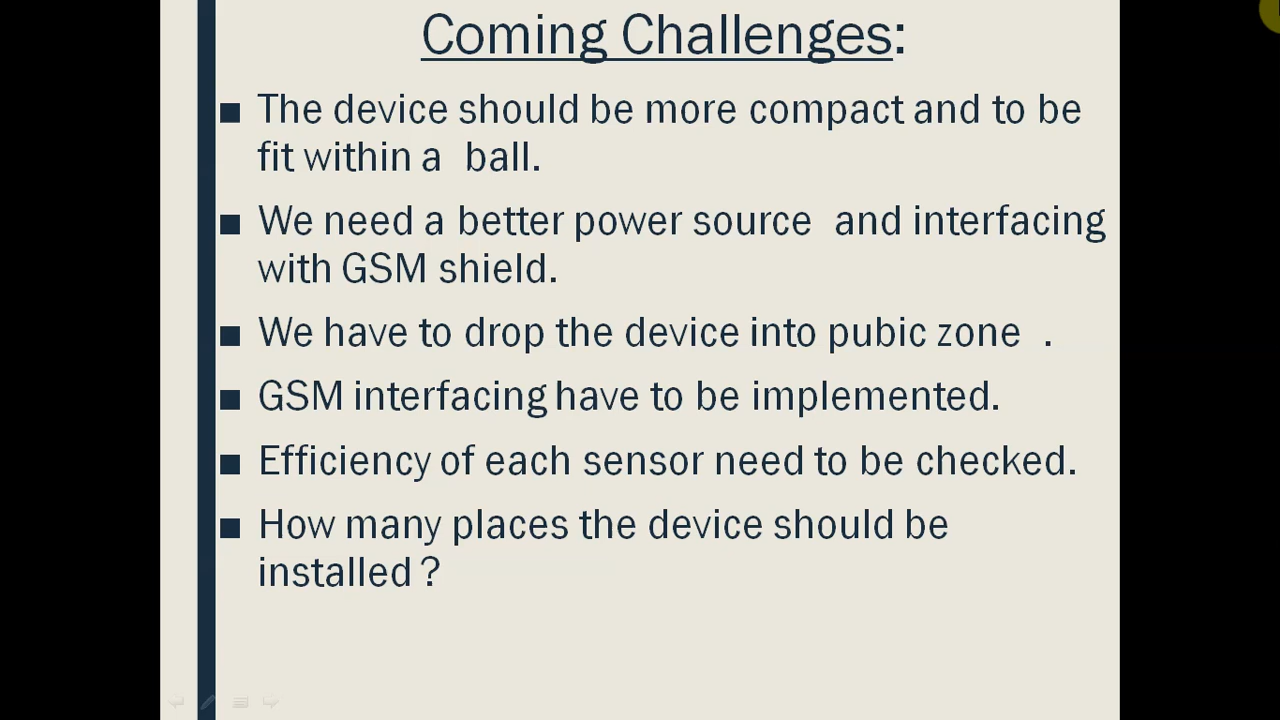 Coming Challenges:
■ The device should be more compact and to be
fit within a ball.
■ We need a better power source and interfacing
with GSM shield.
■ We have to drop the device into pubic zone .
■ GSM interfacing have to be implemented.
■ Efficiency of each sensor need to be checked.
■ How many places the device should be
installed ?